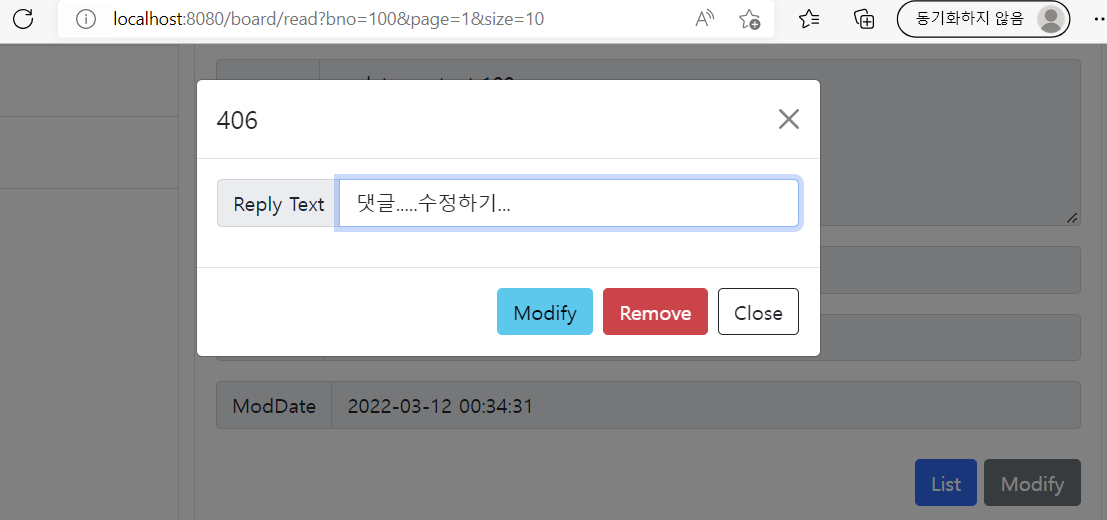 localhost:8080/board/read?bno=100&page=1&size=10
동기화하지 않음
406
Reply Text 댓글.....수정하기...
Modify Remove Close
ModDate 2022-03-12 00:34:31
List Modify